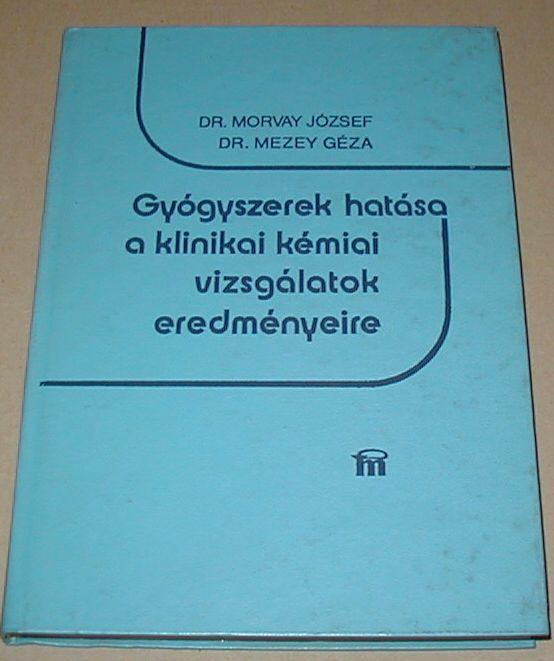 DR. MORVAY JÓZSEF
DR. MEZEY GÉZA
Gyógyszerek hatása
a klinikai kémiai
vizsgálatok
eredményeire